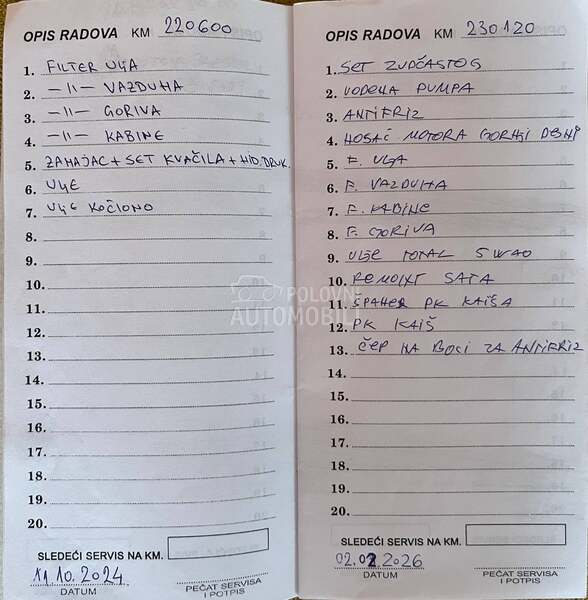 OPIS RADOVA KM 220600
1. FILTER ULJA
2. —II— VAZDUHA
3. —II— GORIVA
4. —II— KABINE
5. ZAMAJAC + SET KVAČILA + HID. DRUK.
6. ULJE
7. ULJE KOČIONO
8.
9.
10.
11.
12.
13.
14.
15.
16.
17.
18.
19.
20.
SLEDEĆI SERVIS NA KM.
11.10.2024
DATUM
PEČAT SERVISA
I POTPIS
OPIS RADOVA KM 230120
1. SET ZUPČASTOG
2. VODENA PUMPA
3. ANTIFRIZ
4. NOSAČ MOTORA GORNJI DESNI
5. F. ULJA
6. F. VAZDUHA
7. F. KABINE
8. F. GORIVA
9. ULJE TOTAL 5W40
10. REMONT SATA
11. ŠPANER PK KAIŠA
12. PK KAIŠ
13. ČEP NA BOCI ZA ANTIFRIZ
14.
15.
16.
17.
18.
19.
20.
SLEDEĆI SERVIS NA KM.
02.02.2026
DATUM
PEČAT SERVISA
I POTPIS
POLOVNI
AUTOMOBILI